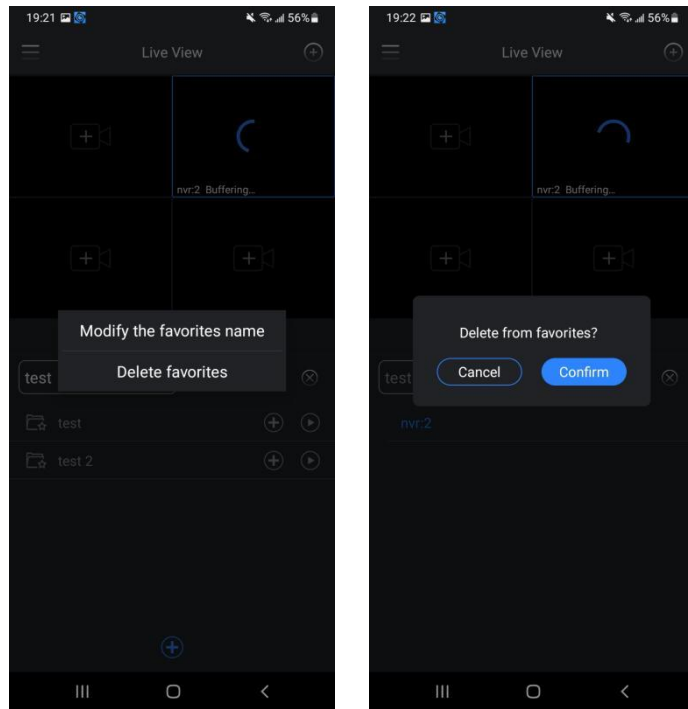 19:21
56%
Live View
nvr:2 Buffering...
Modify the favorites name
Delete favorites
test
test
test 2
19:22
56%
Live View
nvr:2 Buffering...
Delete from favorites?
Cancel
Confirm
test
nvr:2